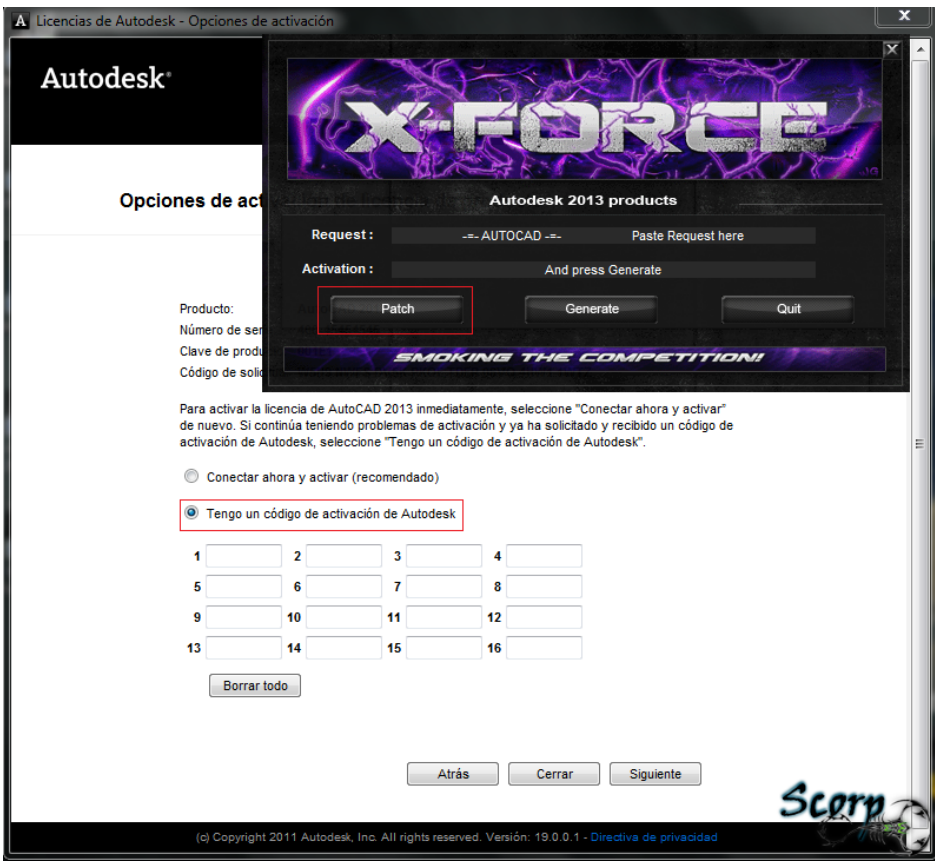 Licencias de Autodesk - Opciones de activación
Autodesk
X-FORCE
Autodesk 2013 products
Opciones de act
Request :
-=- AUTOCAD -=- Paste Request here
Activation :
And press Generate
Patch Generate Quit
SMOKING THE COMPETITION!
Producto:
Número de ser
Clave de produ
Código de solic
Para activar la licencia de AutoCAD 2013 inmediatamente, seleccione "Conectar ahora y activar"
de nuevo. Si continúa teniendo problemas de activación y ya ha solicitado y recibido un código de
activación de Autodesk, seleccione "Tengo un código de activación de Autodesk".
Conectar ahora y activar (recomendado)
Tengo un código de activación de Autodesk
1 2 3 4
5 6 7 8
9 10 11 12
13 14 15 16
Borrar todo
Atrás Cerrar Siguiente
Scorp
(c) Copyright 2011 Autodesk, Inc. All rights reserved. Versión: 19.0.0.1 - Directiva de privacidad